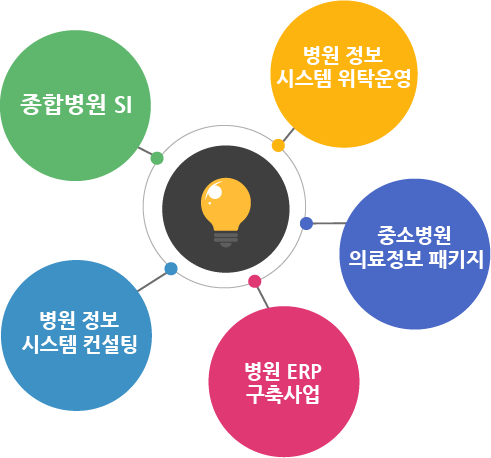 종합병원 SI
병원 정보
시스템 위탁운영
중소병원
의료정보 패키지
병원 정보
시스템 컨설팅
병원 ERP
구축사업